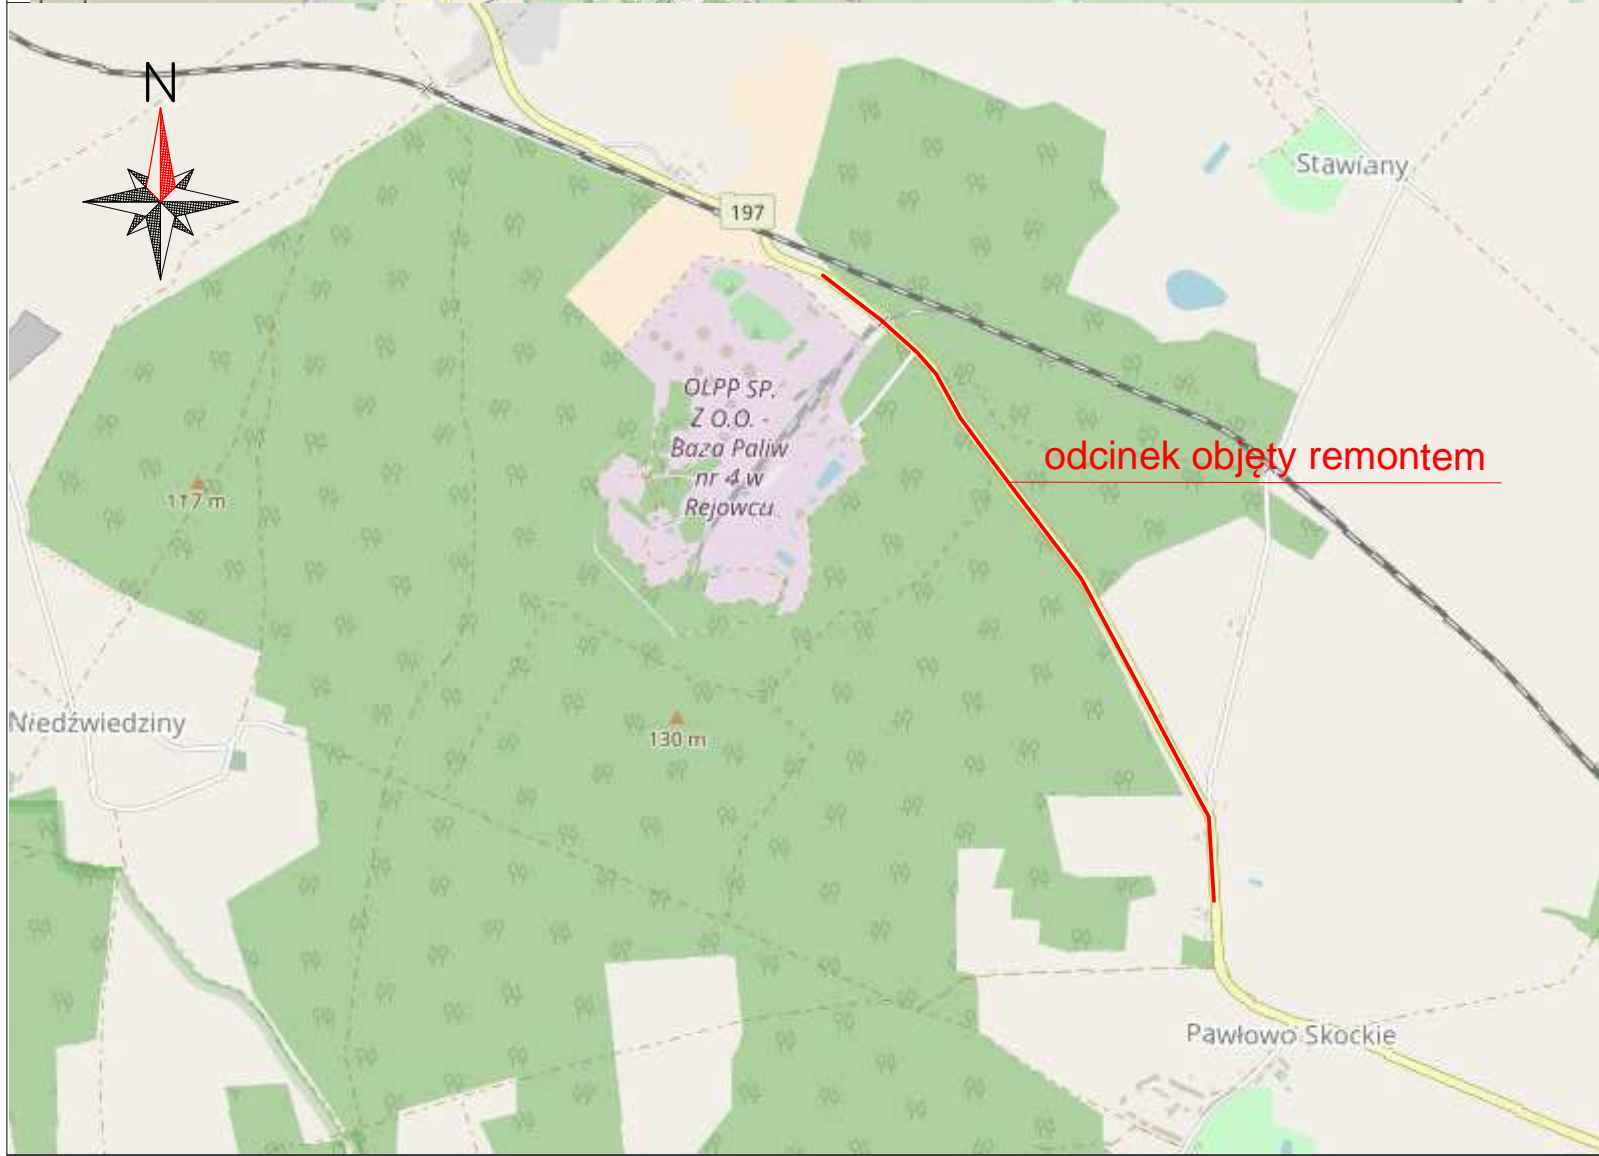 N
Stawiany
197
OLPP SP.
Z O.O. -
Baza Paliw
nr 4 w
Rejowcu
odcinek objęty remontem
117 m
Niedźwiedziny
130 m
Pawłowo Skockie